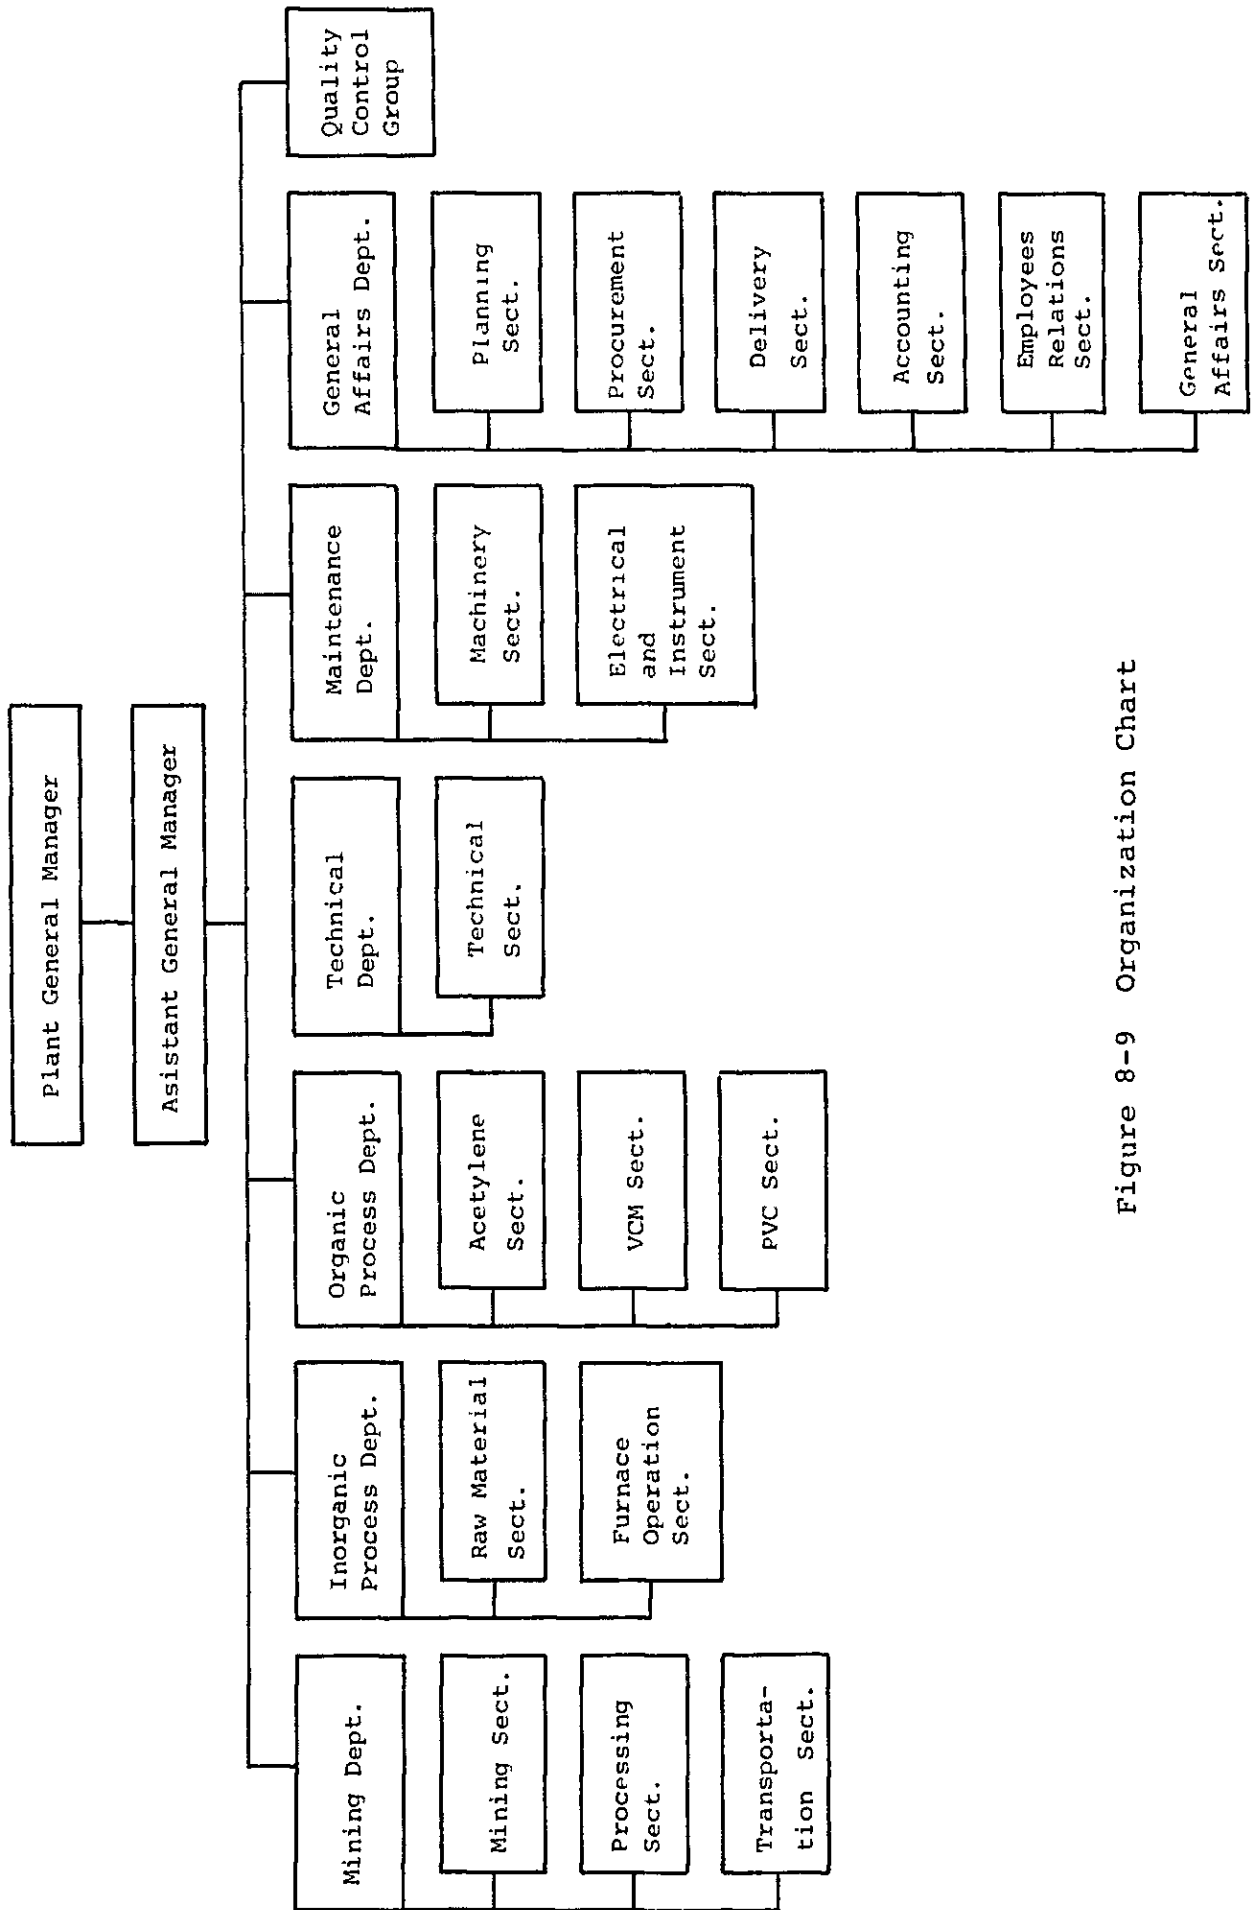 Plant General Manager
Asistant General Manager
Mining Dept.
Mining Sect.
Processing
Sect.
Transporta-
tion Sect.
Inorganic
Process Dept.
Raw Material
Sect.
Furnace
Operation
Sect.
Organic
Process Dept.
Acetylene
Sect.
VCM Sect.
PVC Sect.
Technical
Dept.
Technical
Sect.
Maintenance
Dept.
Machinery
Sect.
Electrical
and
Instrument
Sect.
General
Affairs Dept.
Planning
Sect.
Procurement
Sect.
Delivery
Sect.
Accounting
Sect.
Employees
Relations
Sect.
General
Affairs Sect.
Quality
Control
Group
Figure 8-9 Organization Chart